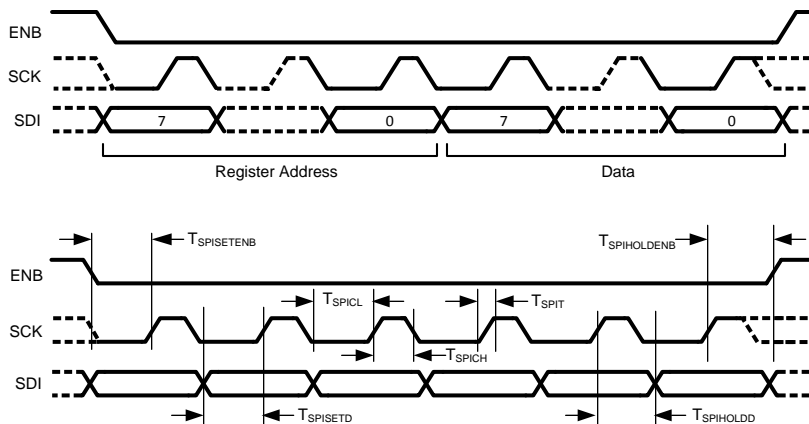 ENB
SCK
SDI
7
0
7
0
Register Address
Data
TSPISETENB
TSPIHOLDENB
ENB
TSPICL
TSPIT
SCK
TSPICH
SDI
TSPISETD
TSPIHOLDD